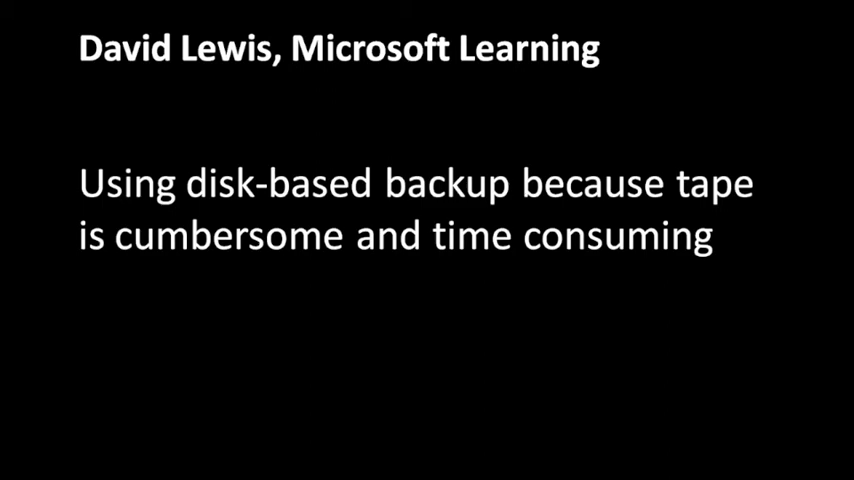 David Lewis, Microsoft Learning
Using disk-based backup because tape
is cumbersome and time consuming